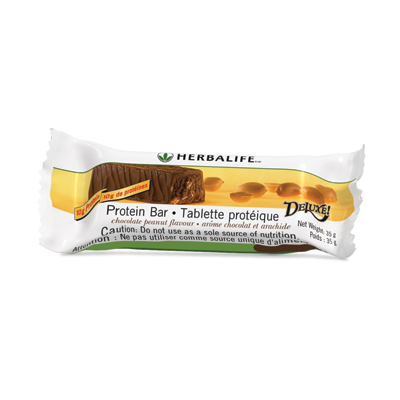 HERBALIFE
10g Protein
10g de protéines
Protein Bar • Tablette protéique
chocolate peanut flavour • arôme chocolat et arachide
DELUXE!
Net Weight: 35 g
Poids : 35 g
Caution: Do not use as a sole source of nutrition.
Attention : Ne pas utiliser comme source unique d'alime